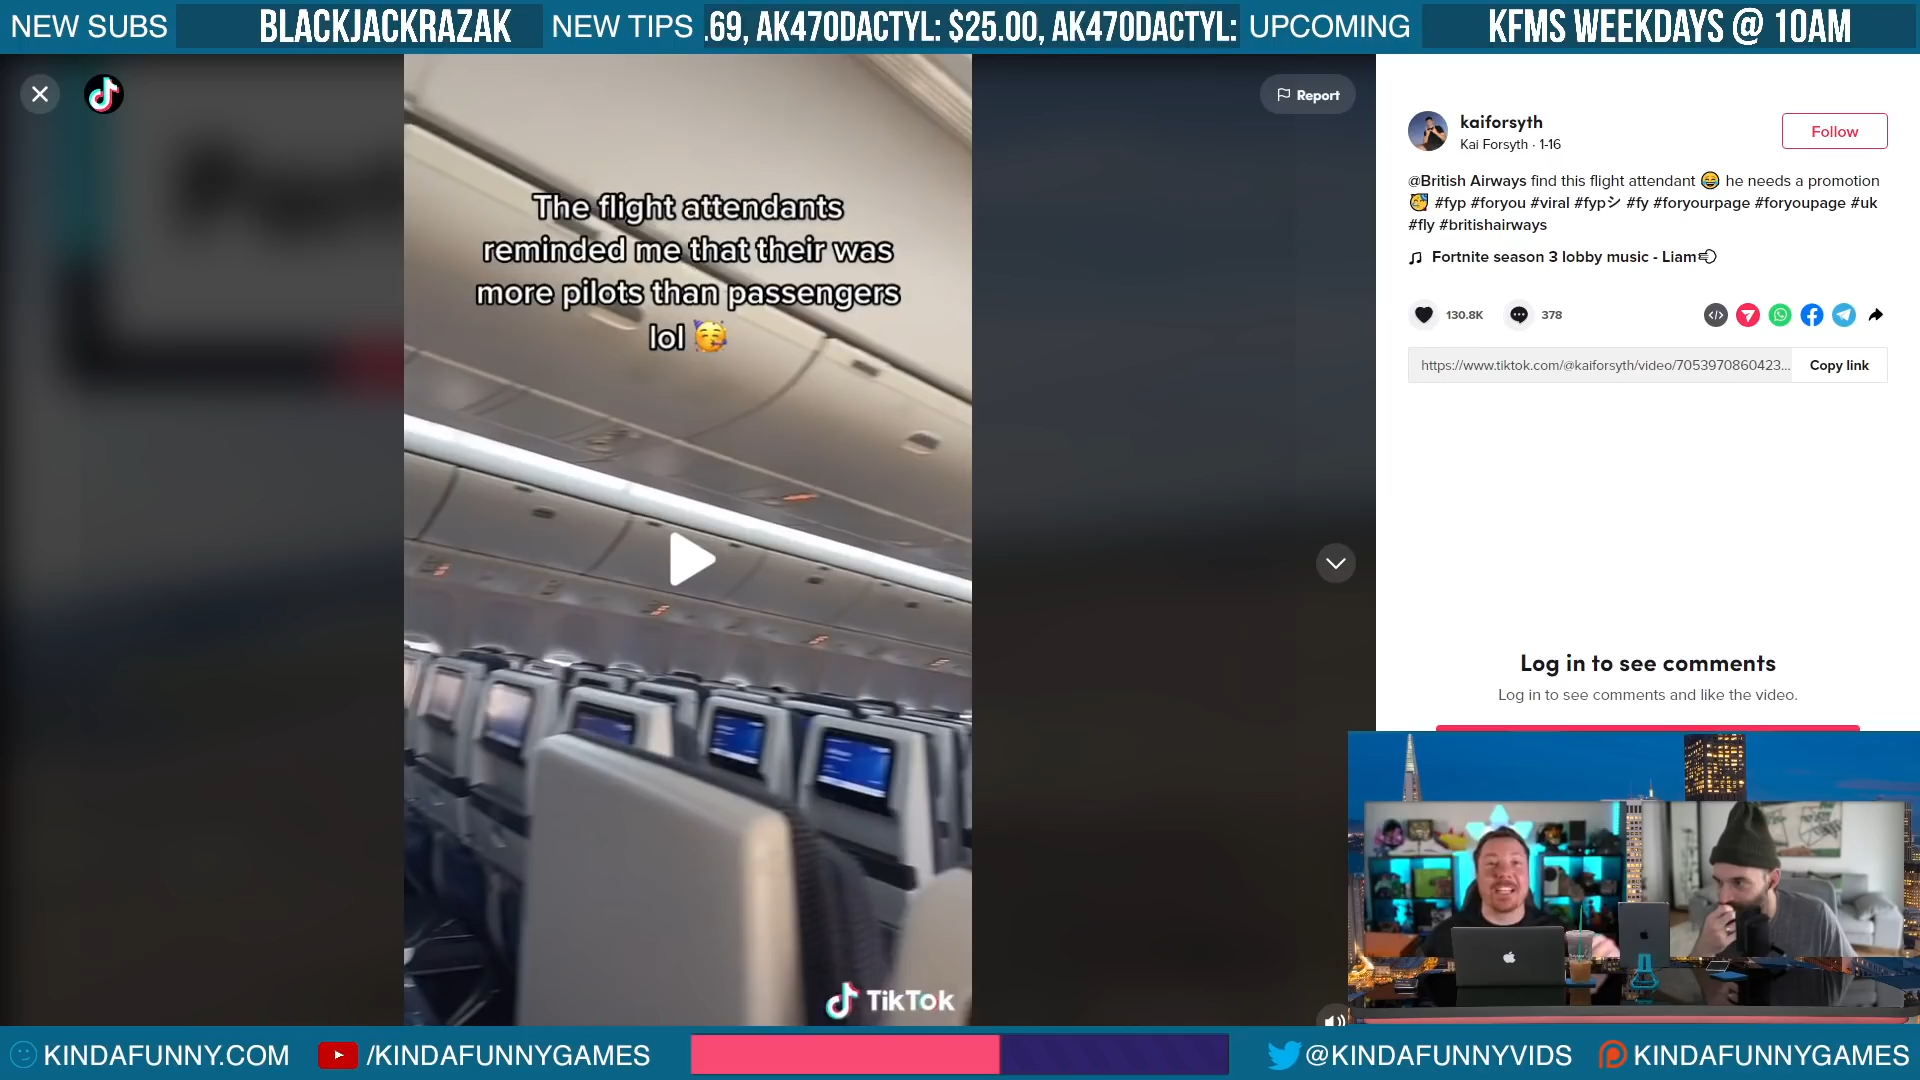 NEW SUBS
BLACKJACKRAZAK
NEW TIPS
.69, AK470DACTYL: $25.00, AK470DACTYL:
UPCOMING
KFMS WEEKDAYS @ 10AM
Report
The flight attendants
reminded me that their was
more pilots than passengers
lol 🥳
TikTok
kaiforsyth
Kai Forsyth · 1-16
Follow
@British Airways find this flight attendant 😂 he needs a promotion
🥳 #fyp #foryou #viral #fypシ #fy #foryourpage #foryoupage #uk
#fly #britishairways
Fortnite season 3 lobby music - Liam💨
130.8K
378
https://www.tiktok.com/@kaiforsyth/video/7053970860423...
Copy link
Log in to see comments
Log in to see comments and like the video.
KINDAFUNNY.COM
/KINDAFUNNYGAMES
@KINDAFUNNYVIDS
KINDAFUNNYGAMES